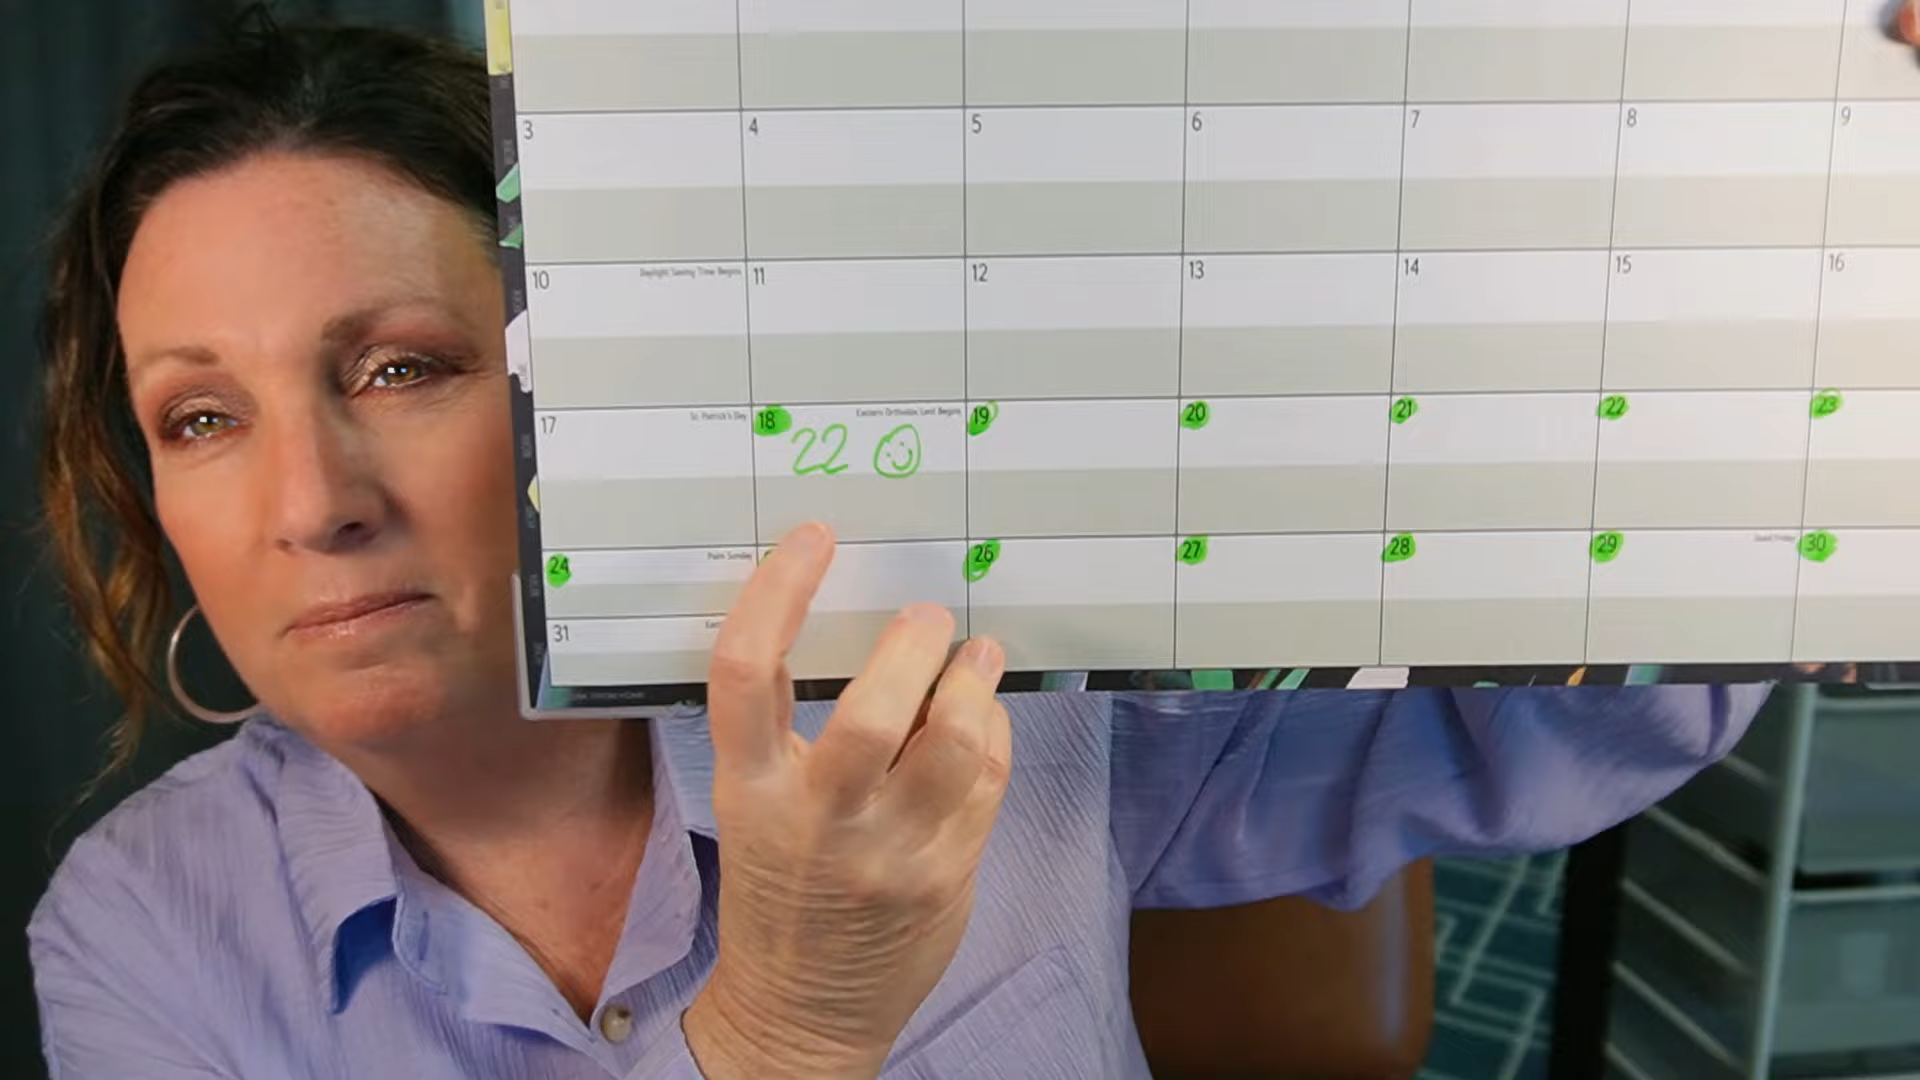 3 4 5 6 7 8 9
10 Daylight Saving Time Begins 11 12 13 14 15 16
17 St. Patrick's Day 18 Eastern Orthodox Lent Begins 19 20 21 22 23
22
24 Palm Sunday 26 27 28 29 Good Friday 30
31